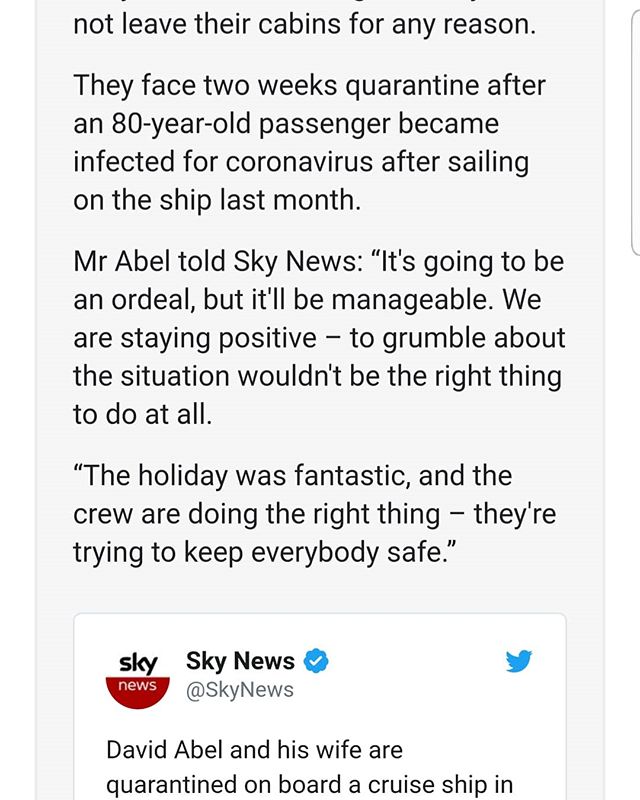 not leave their cabins for any reason.
They face two weeks quarantine after
an 80-year-old passenger became
infected for coronavirus after sailing
on the ship last month.
Mr Abel told Sky News: “It's going to be
an ordeal, but it'll be manageable. We
are staying positive – to grumble about
the situation wouldn't be the right thing
to do at all.
“The holiday was fantastic, and the
crew are doing the right thing – they're
trying to keep everybody safe.”
sky
news
Sky News
@SkyNews
David Abel and his wife are
quarantined on board a cruise ship in